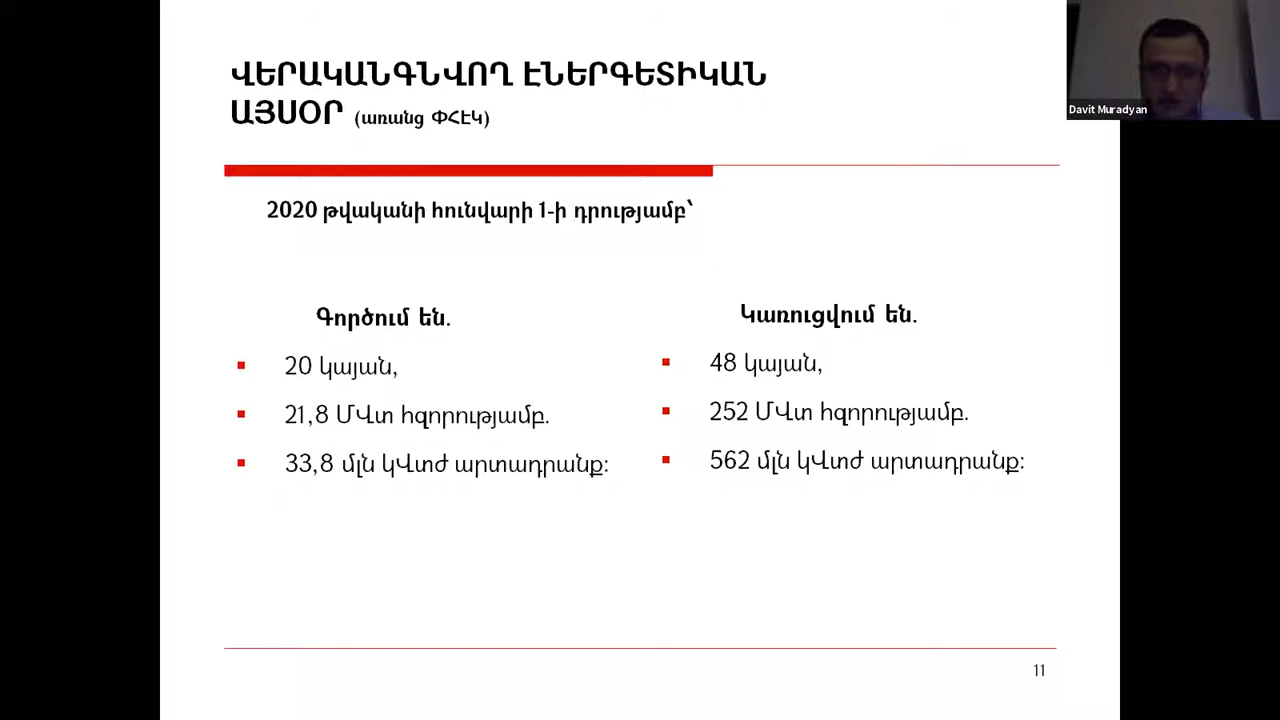 ՎԵՐԱԿԱՆԳՆՎՈՂ ԷՆԵՐԳԵՏԻԿԱՆ
ԱՅՍՕՐ (առանց ՓՀԷԿ)
Davit Muradyan
2020 թվականի հունվարի 1-ի դրությամբ՝
Գործում են.
20 կայան,
21,8 ՄՎտ հզորությամբ.
33,8 մլն կՎտժ արտադրանք:
Կառուցվում են.
48 կայան,
252 ՄՎտ հզորությամբ.
562 մլն կՎտժ արտադրանք:
11